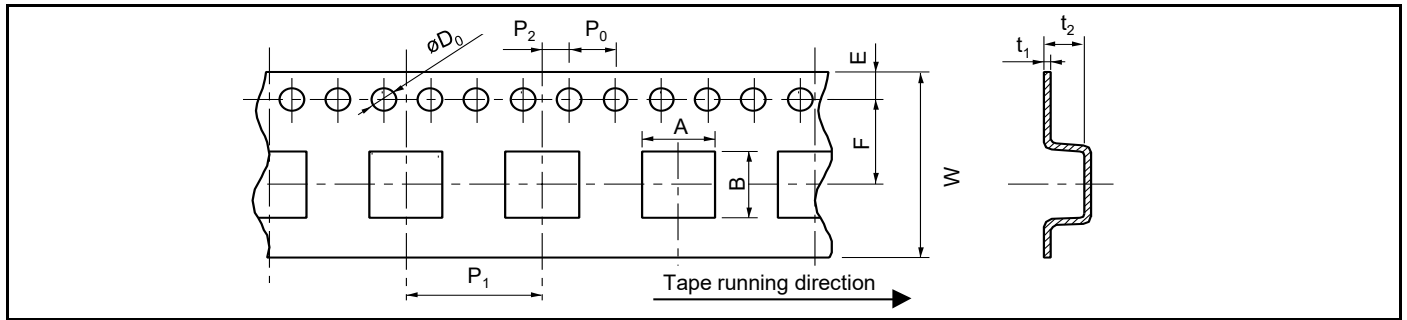 øD₀
P₂
P₀
E
t₁
t₂
A
B
F
W
P₁
Tape running direction